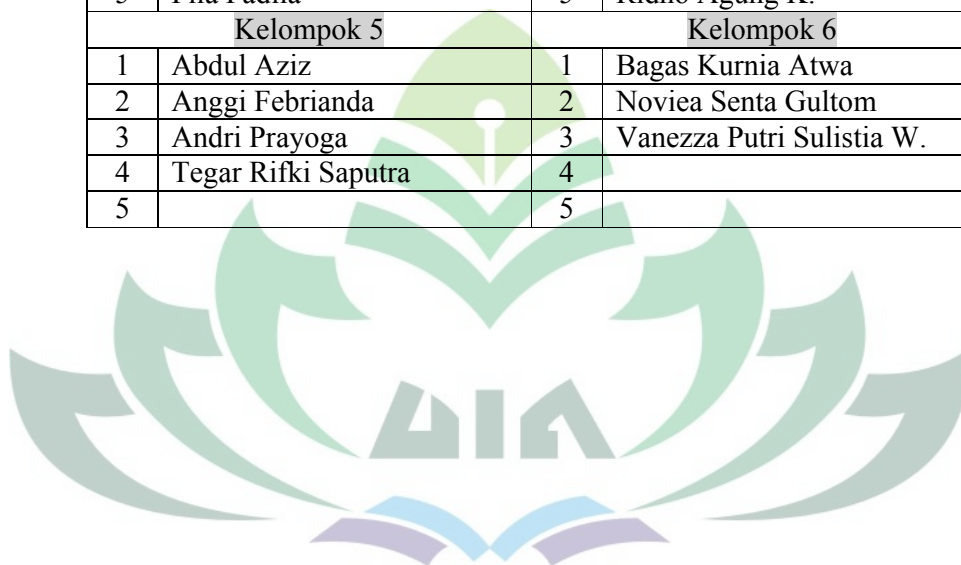 Kelompok 5 Kelompok 6
1 Abdul Aziz 1 Bagas Kurnia Atwa
2 Anggi Febrianda 2 Noviea Senta Gultom
3 Andri Prayoga 3 Vanezza Putri Sulistia W.
4 Tegar Rifki Saputra 4
5 5
UIN